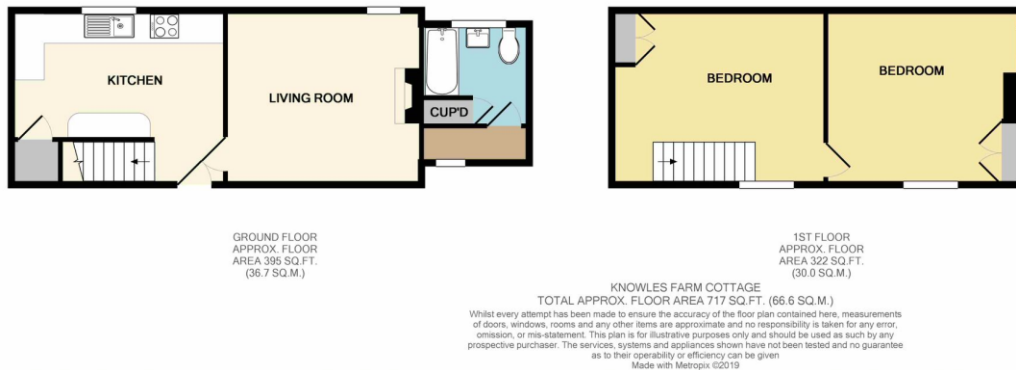 KITCHEN
LIVING ROOM
CUP'D
BEDROOM
BEDROOM
GROUND FLOOR
APPROX. FLOOR
AREA 395 SQ.FT.
(36.7 SQ.M.)
1ST FLOOR
APPROX. FLOOR
AREA 322 SQ.FT.
(30.0 SQ.M.)
KNOWLES FARM COTTAGE
TOTAL APPROX. FLOOR AREA 717 SQ.FT. (66.6 SQ.M.)
Whilst every attempt has been made to ensure the accuracy of the floor plan contained here, measurements
of doors, windows, rooms and any other items are approximate and no responsibility is taken for any error,
omission, or mis-statement. This plan is for illustrative purposes only and should be used as such by any
prospective purchaser. The services, systems and appliances shown have not been tested and no guarantee
as to their operability or efficiency can be given
Made with Metropix ©2019